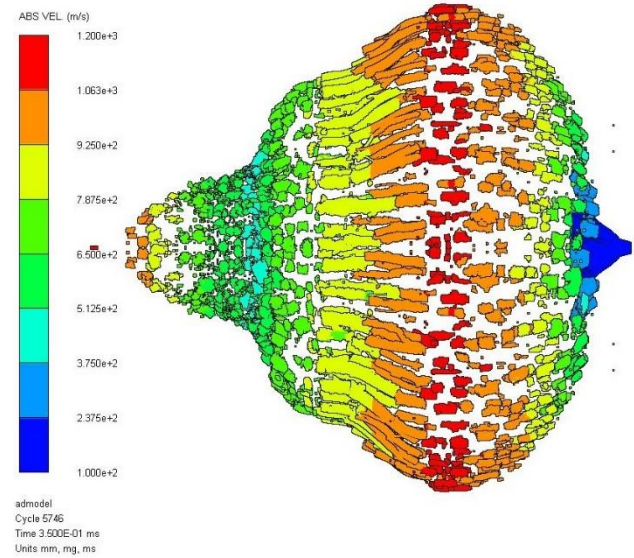 ABS VEL. (m/s)
1.200e+3
1.063e+3
9.250e+2
7.875e+2
6.500e+2
5.125e+2
3.750e+2
2.375e+2
1.000e+2
admodel
Cycle 5746
Time 3.500E-01 ms
Units mm, mg, ms